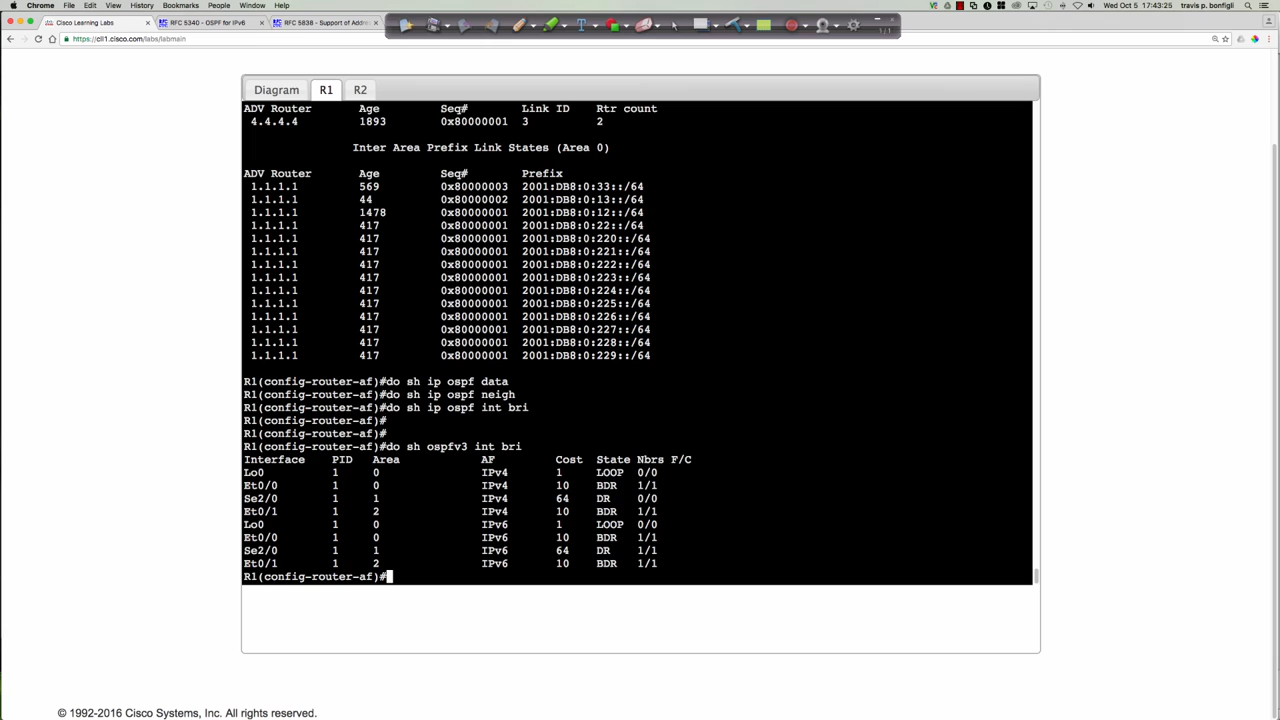 Chrome File Edit View History Bookmarks People Window Help
Wed Oct 5 17:43:25 travis p. bonfigli
Cisco Learning Labs
RFC 5340 - OSPF for IPv6
RFC 5838 - Support of Addre
https://cll1.cisco.com/labs/labmain
1/1
Diagram R1 R2
ADV Router Age Seq# Link ID Rtr count
4.4.4.4 1893 0x80000001 3 2
Inter Area Prefix Link States (Area 0)
ADV Router Age Seq# Prefix
1.1.1.1 569 0x80000003 2001:DB8:0:33::/64
1.1.1.1 44 0x80000002 2001:DB8:0:13::/64
1.1.1.1 1478 0x80000001 2001:DB8:0:12::/64
1.1.1.1 417 0x80000001 2001:DB8:0:22::/64
1.1.1.1 417 0x80000001 2001:DB8:0:220::/64
1.1.1.1 417 0x80000001 2001:DB8:0:221::/64
1.1.1.1 417 0x80000001 2001:DB8:0:222::/64
1.1.1.1 417 0x80000001 2001:DB8:0:223::/64
1.1.1.1 417 0x80000001 2001:DB8:0:224::/64
1.1.1.1 417 0x80000001 2001:DB8:0:225::/64
1.1.1.1 417 0x80000001 2001:DB8:0:226::/64
1.1.1.1 417 0x80000001 2001:DB8:0:227::/64
1.1.1.1 417 0x80000001 2001:DB8:0:228::/64
1.1.1.1 417 0x80000001 2001:DB8:0:229::/64
R1(config-router-af)#do sh ip ospf data
R1(config-router-af)#do sh ip ospf neigh
R1(config-router-af)#do sh ip ospf int bri
R1(config-router-af)#
R1(config-router-af)#
R1(config-router-af)#do sh ospfv3 int bri
Interface PID Area AF Cost State Nbrs F/C
Lo0 1 0 IPv4 1 LOOP 0/0
Et0/0 1 0 IPv4 10 BDR 1/1
Se2/0 1 1 IPv4 64 DR 0/0
Et0/1 1 2 IPv4 10 BDR 1/1
Lo0 1 0 IPv6 1 LOOP 0/0
Et0/0 1 0 IPv6 10 BDR 1/1
Se2/0 1 1 IPv6 64 DR 1/1
Et0/1 1 2 IPv6 10 BDR 1/1
R1(config-router-af)#
© 1992-2016 Cisco Systems, Inc. All rights reserved.